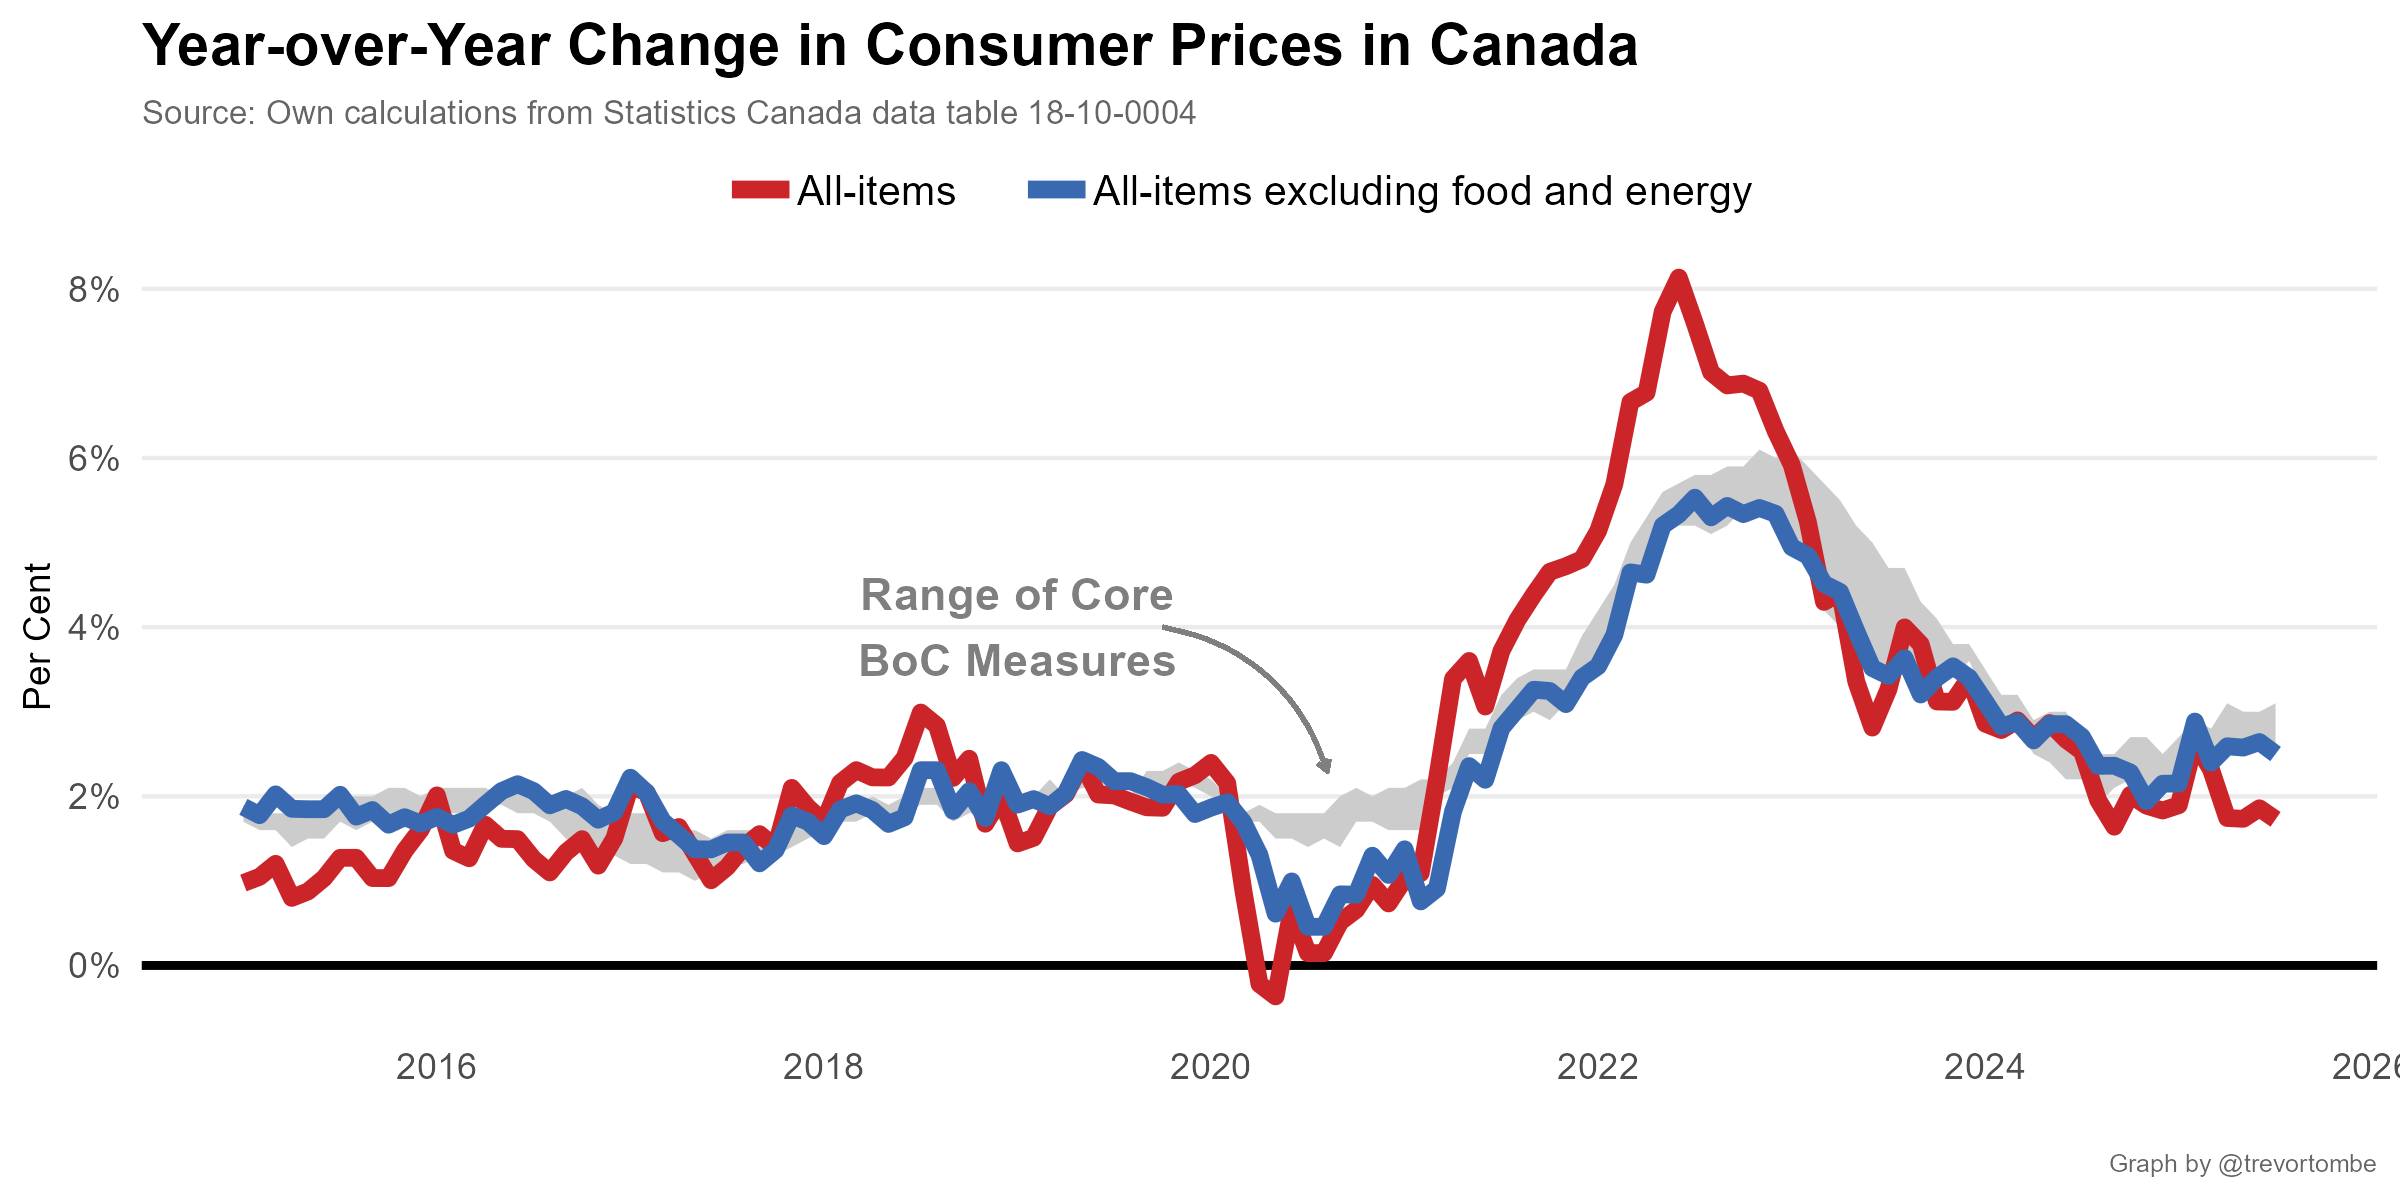 Year-over-Year Change in Consumer Prices in Canada
Source: Own calculations from Statistics Canada data table 18-10-0004
All-items
All-items excluding food and energy
8%
6%
4%
2%
0%
Per Cent
Range of Core
BoC Measures
2016
2018
2020
2022
2024
2026
Graph by @trevortombe